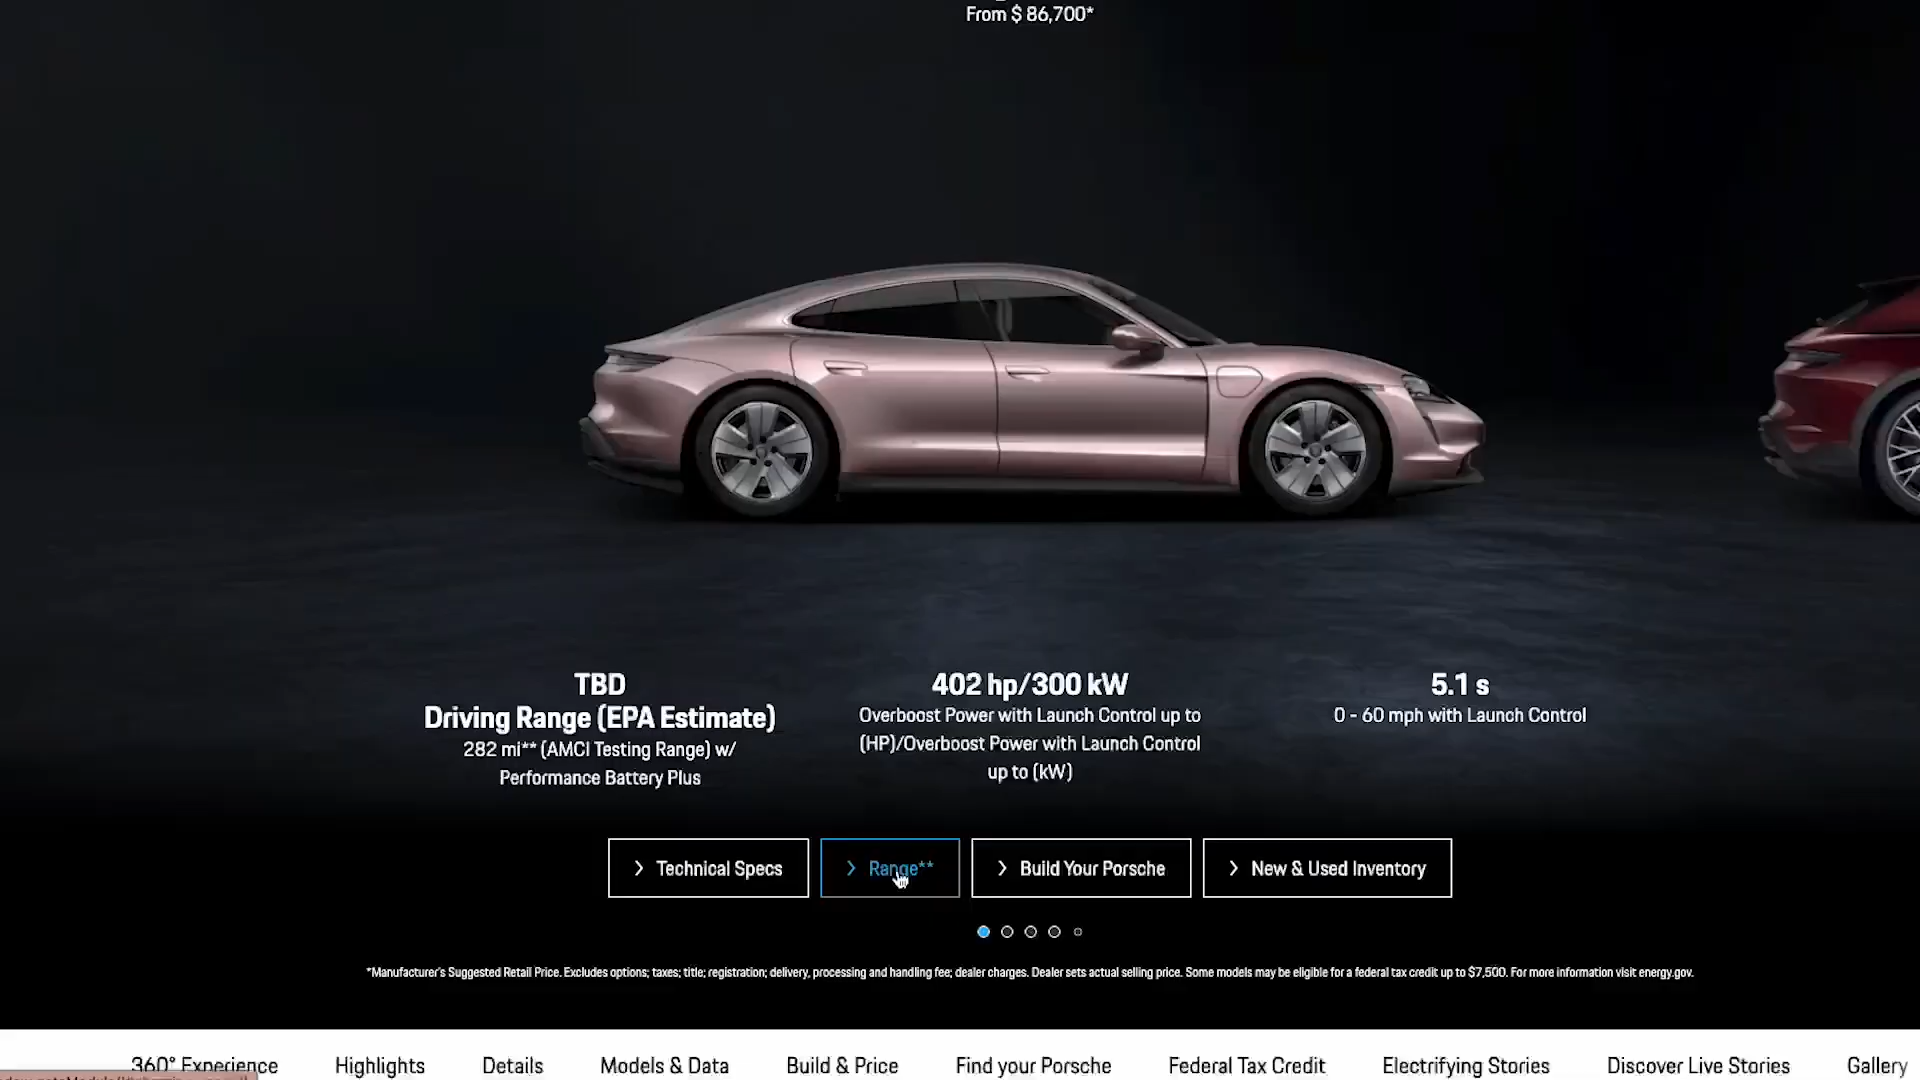 From $ 86,700*
TBD
Driving Range (EPA Estimate)
282 mi** (AMCI Testing Range) w/
Performance Battery Plus
402 hp/300 kW
Overboost Power with Launch Control up to
(HP)/Overboost Power with Launch Control
up to (kW)
5.1 s
0 - 60 mph with Launch Control
Technical Specs
Range**
Build Your Porsche
New & Used Inventory
*Manufacturer's Suggested Retail Price. Excludes options; taxes; title; registration; delivery, processing and handling fee; dealer charges. Dealer sets actual selling price. Some models may be eligible for a federal tax credit up to $7,500. For more information visit energy.gov.
360° Experience
Highlights
Details
Models & Data
Build & Price
Find your Porsche
Federal Tax Credit
Electrifying Stories
Discover Live Stories
Gallery